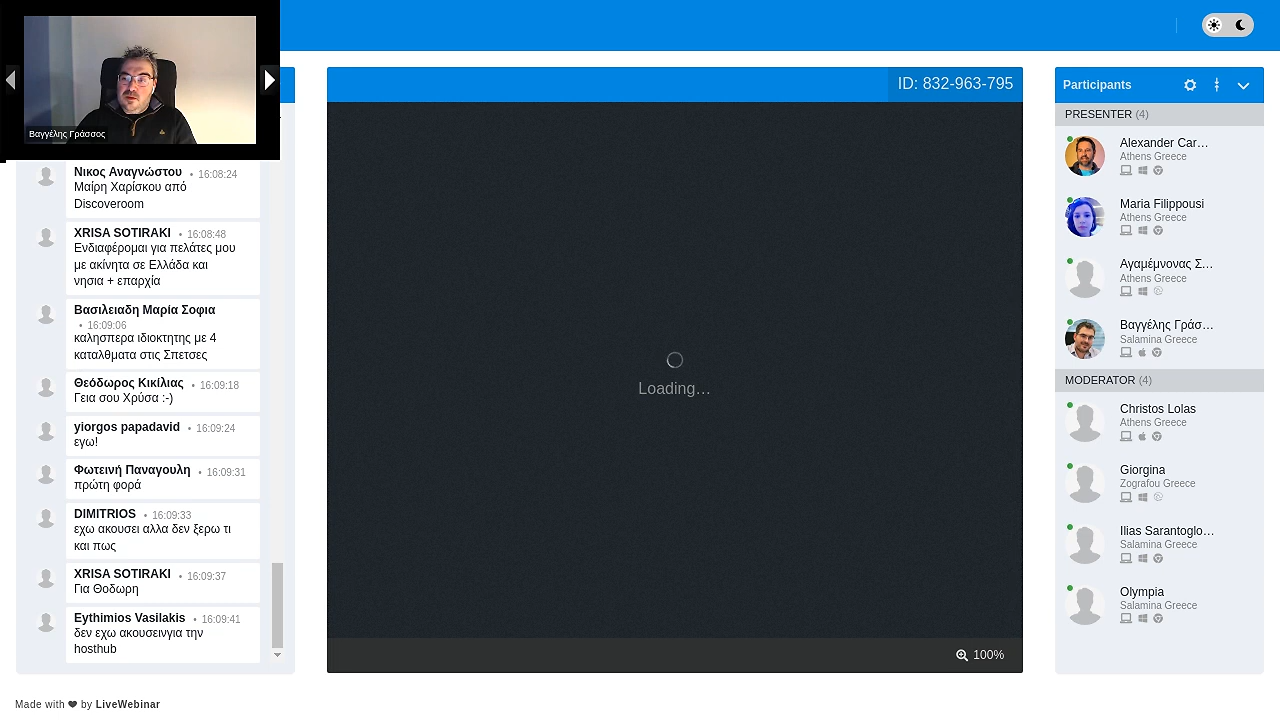 Βαγγέλης Γράσσος
Νικος Αναγνώστου • 16:08:24
Μαίρη Χαρίσκου από
Discoveroom
XRISA SOTIRAKI • 16:08:48
Ενδιαφέρομαι για πελάτες μου
με ακίνητα σε Ελλάδα και
νησια + επαρχία
Βασιλειαδη Μαρία Σοφια
• 16:09:06
καλησπερα ιδιοκτητης με 4
καταλθματα στις Σπετσες
Θεόδωρος Κικίλιας • 16:09:18
Γεια σου Χρύσα :-)
yiorgos papadavid • 16:09:24
εγω!
Φωτεινή Παναγουλη • 16:09:31
πρώτη φορά
DIMITRIOS • 16:09:33
εχω ακουσει αλλα δεν ξερω τι
και πως
XRISA SOTIRAKI • 16:09:37
Για Θοδωρη
Eythimios Vasilakis • 16:09:41
δεν εχω ακουσεινγια την
hosthub
ID: 832-963-795
Loading...
100%
Participants
PRESENTER (4)
Alexander Car...
Athens Greece
Maria Filippousi
Athens Greece
Αγαμέμνονας Σ...
Athens Greece
Βαγγέλης Γράσ...
Salamina Greece
MODERATOR (4)
Christos Lolas
Athens Greece
Giorgina
Zografou Greece
Ilias Sarantoglo...
Salamina Greece
Olympia
Salamina Greece
Made with ❤ by LiveWebinar